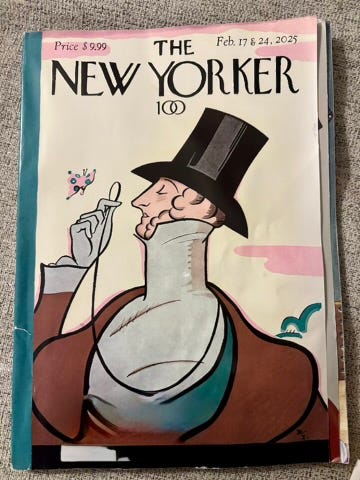 Price $9.99
THE
Feb. 17 & 24, 2025
NEW YORKER
100